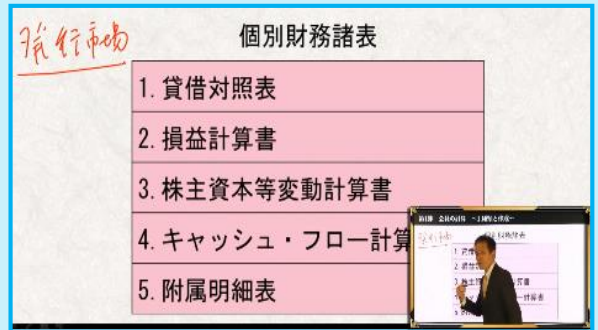 発行市場
個別財務諸表
1. 貸借対照表
2. 損益計算書
3. 株主資本等変動計算書
4. キャッシュ・フロー計算
5. 附属明細表